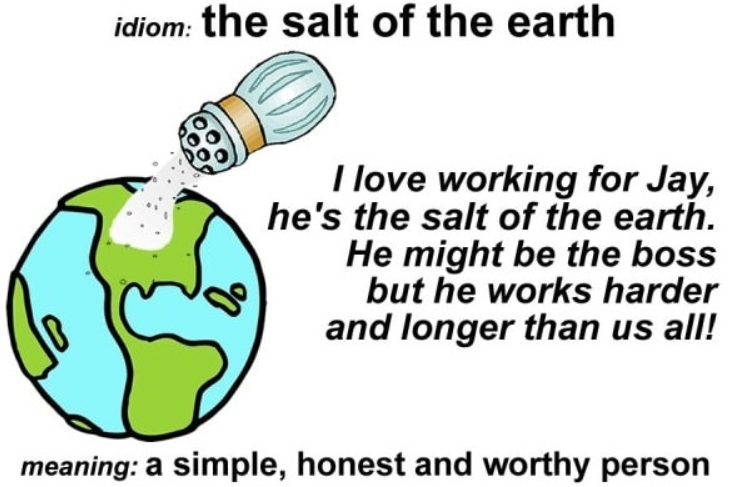 idiom: the salt of the earth
I love working for Jay,
he's the salt of the earth.
He might be the boss
but he works harder
and longer than us all!
meaning: a simple, honest and worthy person